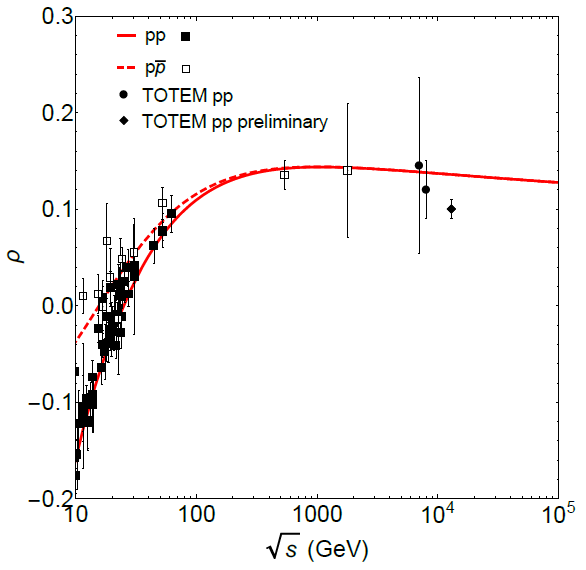 0.3
pp
pp̅
TOTEM pp
TOTEM pp preliminary
0.2
0.1
ρ
0.0
−0.1
−0.2
10 100 1000 10⁴ 10⁵
√s (GeV)